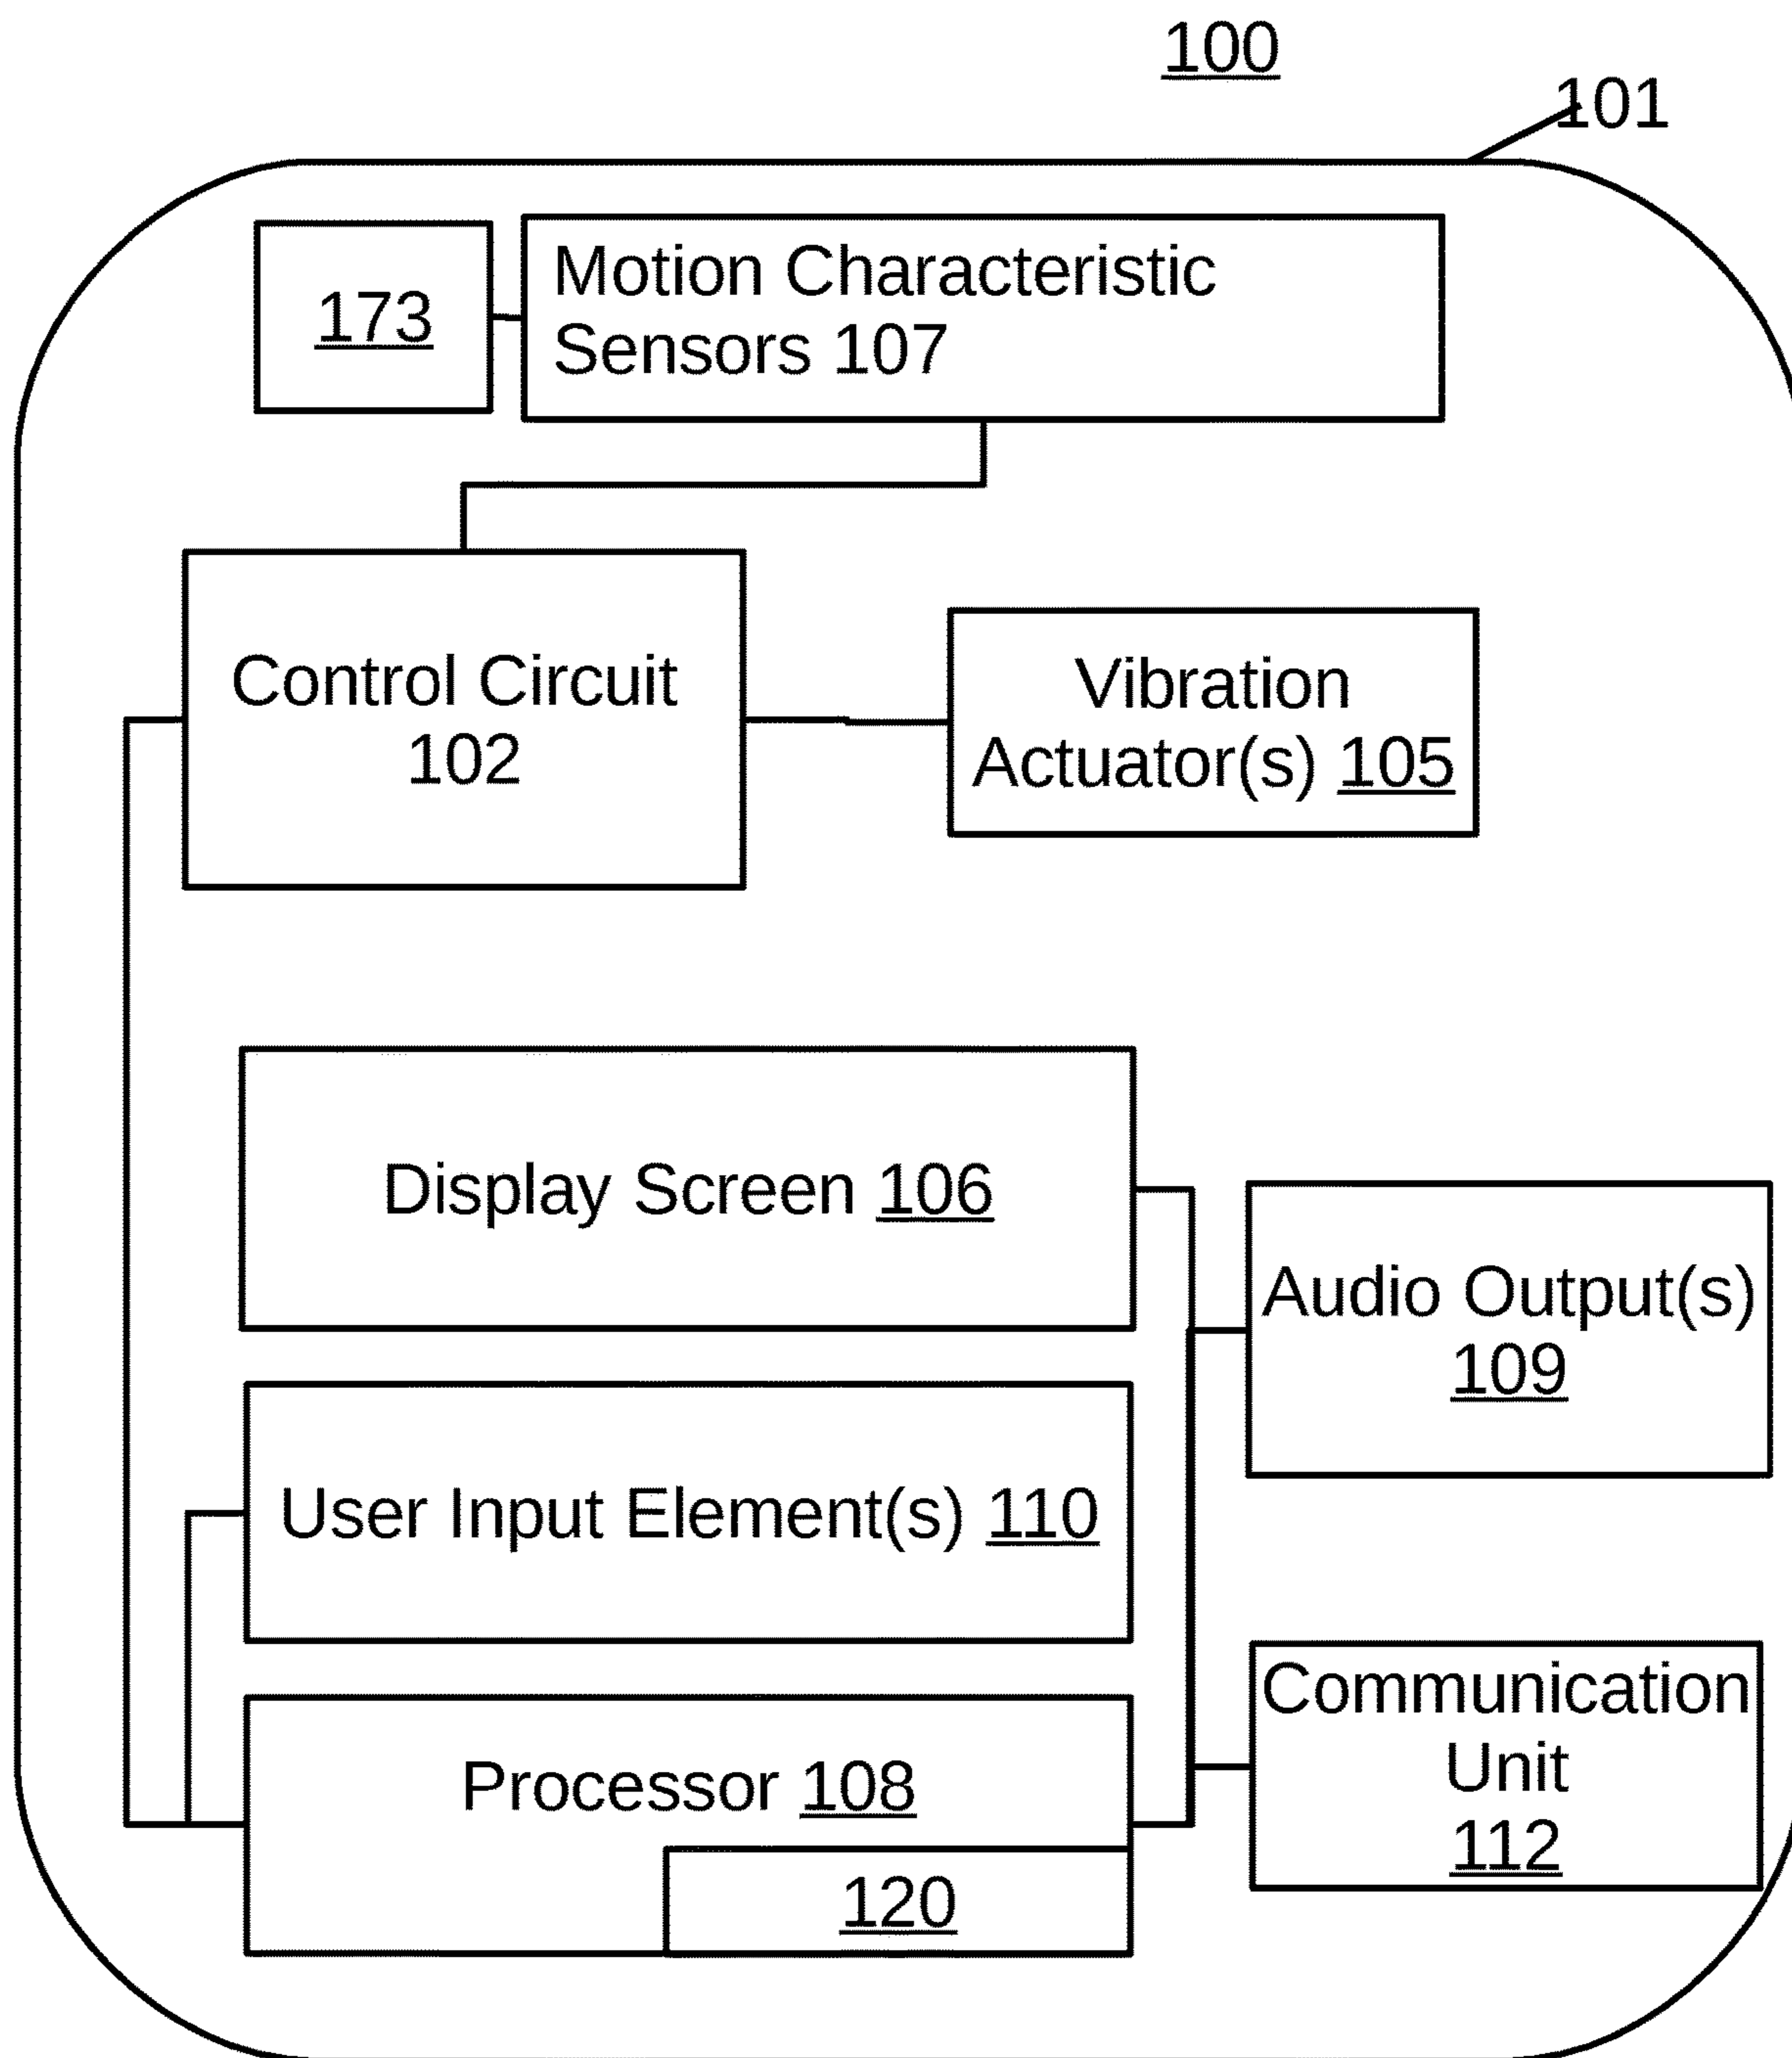 100
101
173
Motion Characteristic
Sensors 107
Control Circuit
102
Vibration
Actuator(s) 105
Display Screen 106
Audio Output(s)
109
User Input Element(s) 110
Communication
Unit
112
Processor 108
120